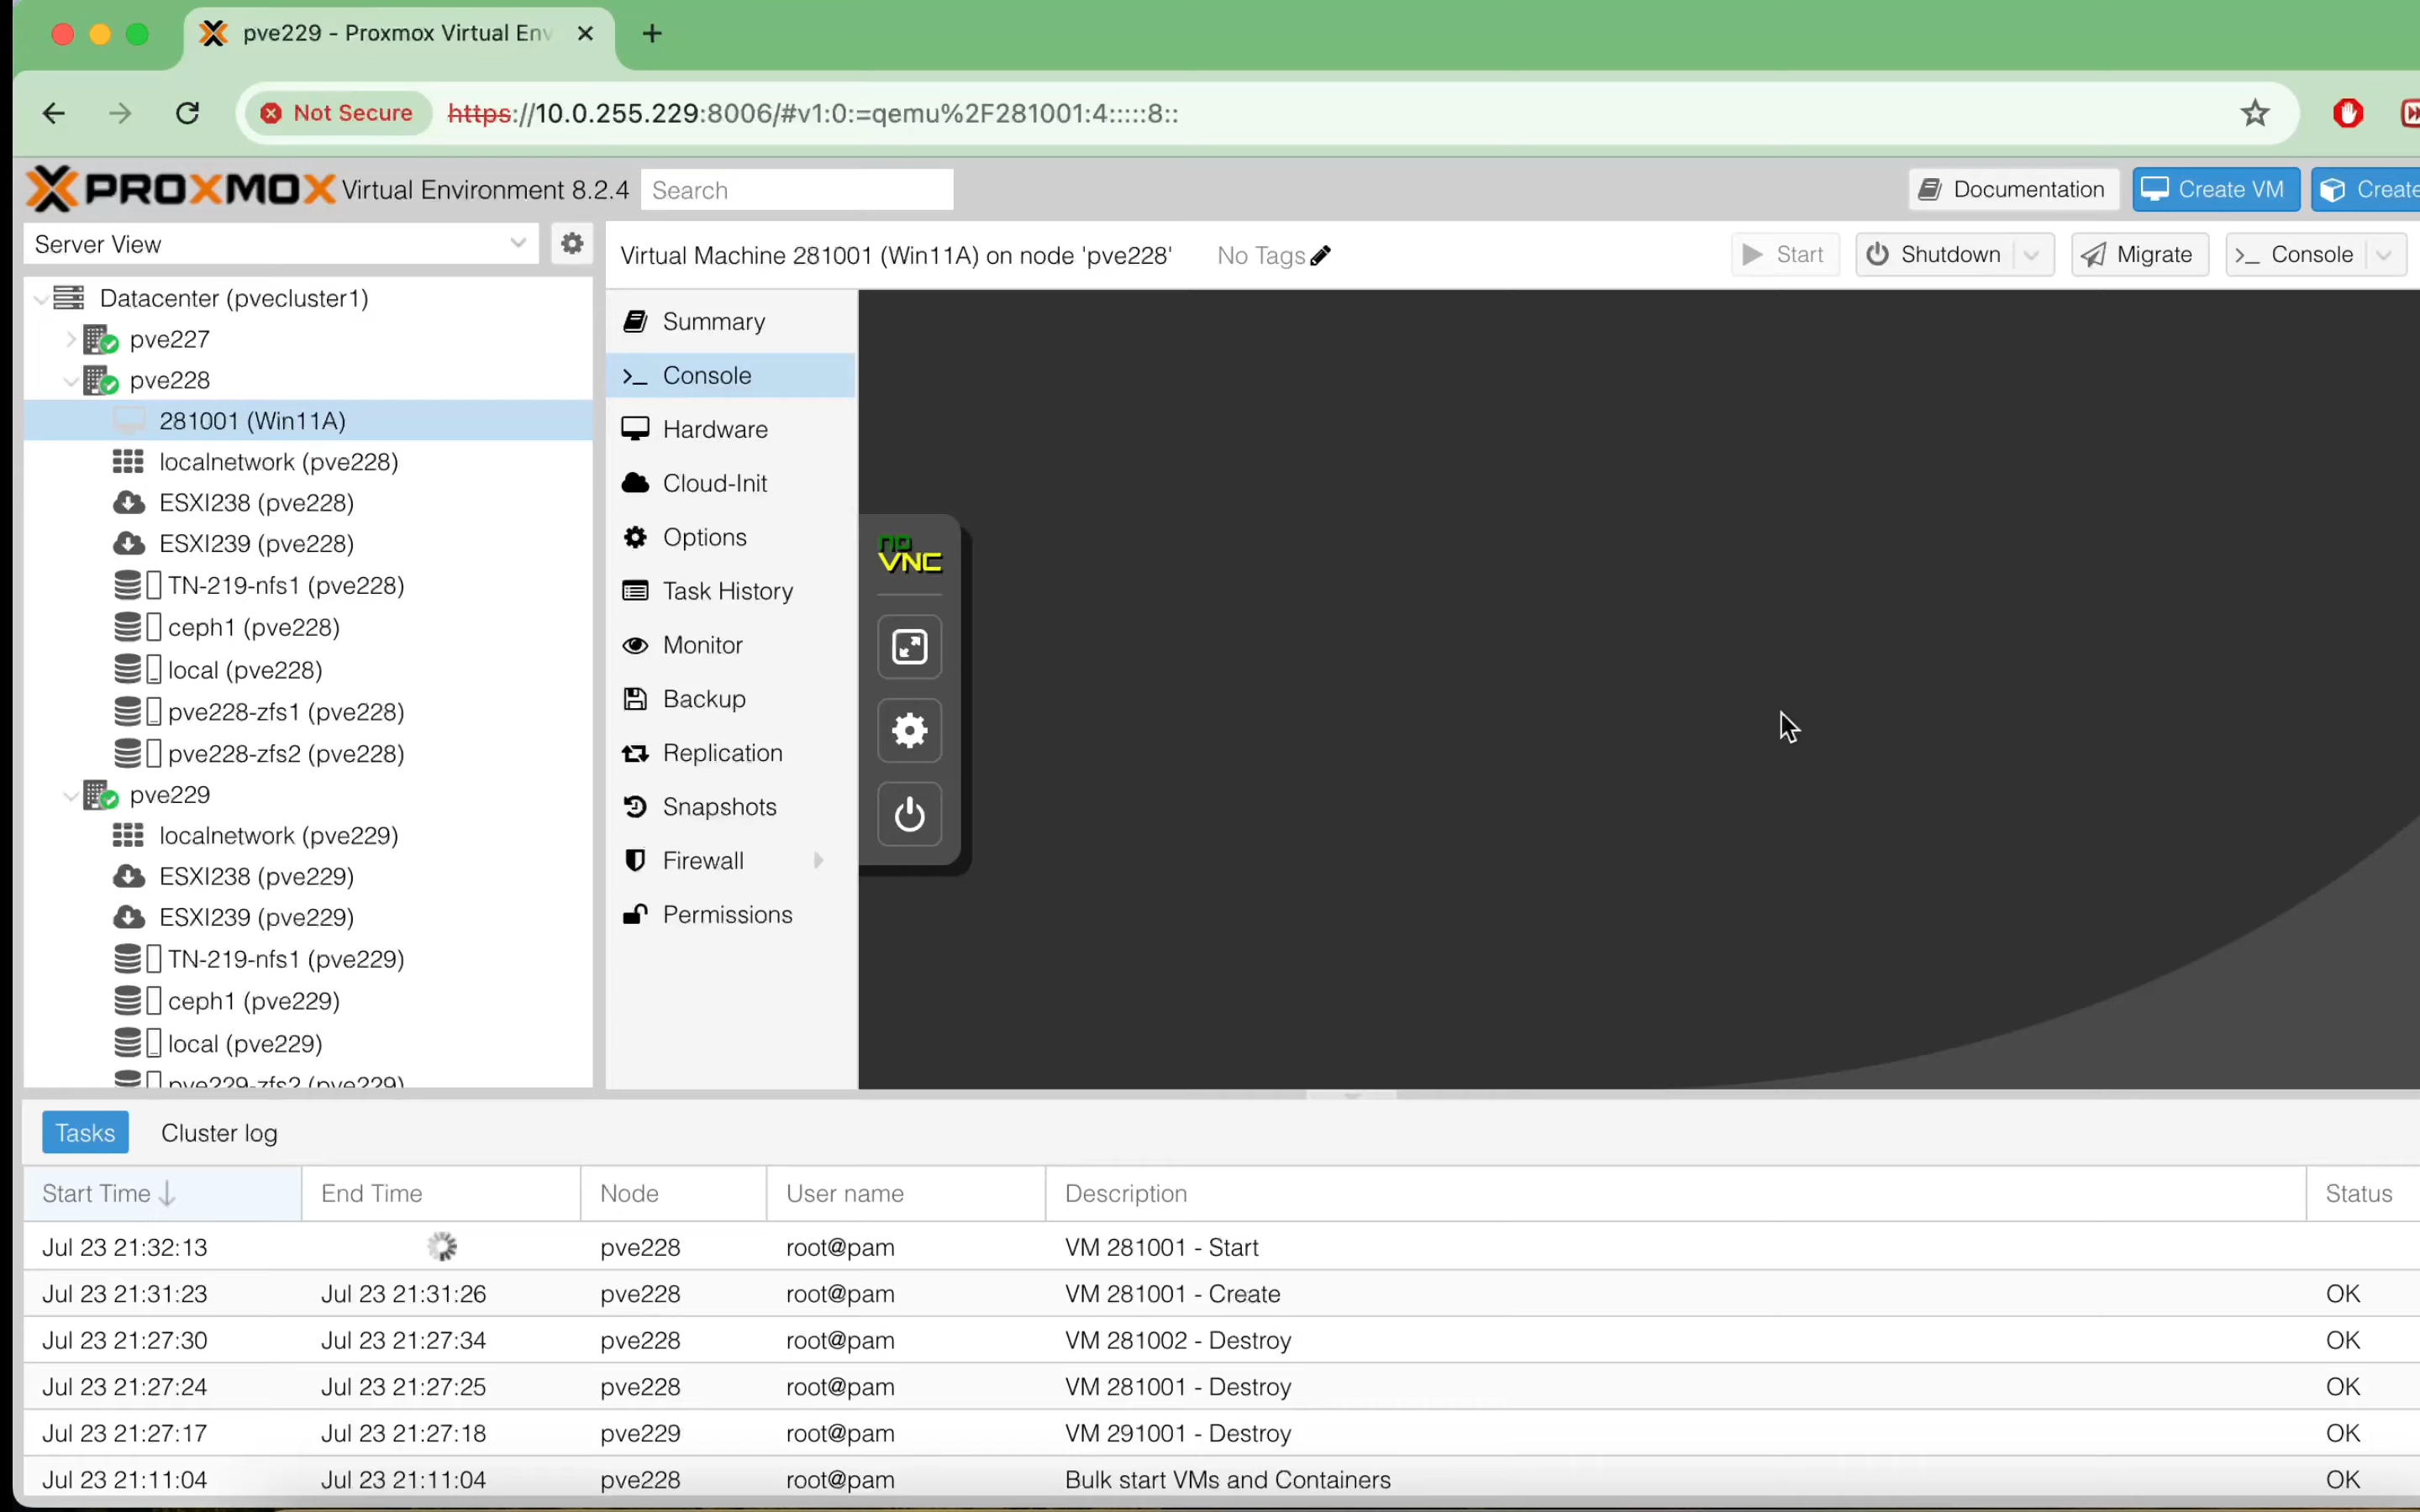 pve229 - Proxmox Virtual Env
Not Secure https://10.0.255.229:8006/#v1:0:=qemu%2F281001:4:::::8::
PROXMOX Virtual Environment 8.2.4 Search Documentation Create VM Create
Server View
Virtual Machine 281001 (Win11A) on node 'pve228' No Tags Start Shutdown Migrate Console
Datacenter (pvecluster1)
pve227
pve228
281001 (Win11A)
localnetwork (pve228)
ESXI238 (pve228)
ESXI239 (pve228)
TN-219-nfs1 (pve228)
ceph1 (pve228)
local (pve228)
pve228-zfs1 (pve228)
pve228-zfs2 (pve228)
pve229
localnetwork (pve229)
ESXI238 (pve229)
ESXI239 (pve229)
TN-219-nfs1 (pve229)
ceph1 (pve229)
local (pve229)
pve229-zfs2 (pve229)
Summary
Console
Hardware
Cloud-Init
Options
Task History
Monitor
Backup
Replication
Snapshots
Firewall
Permissions
no
VNC
Tasks Cluster log
Start Time End Time Node User name Description Status
Jul 23 21:32:13 pve228 root@pam VM 281001 - Start
Jul 23 21:31:23 Jul 23 21:31:26 pve228 root@pam VM 281001 - Create OK
Jul 23 21:27:30 Jul 23 21:27:34 pve228 root@pam VM 281002 - Destroy OK
Jul 23 21:27:24 Jul 23 21:27:25 pve228 root@pam VM 281001 - Destroy OK
Jul 23 21:27:17 Jul 23 21:27:18 pve229 root@pam VM 291001 - Destroy OK
Jul 23 21:11:04 Jul 23 21:11:04 pve228 root@pam Bulk start VMs and Containers OK